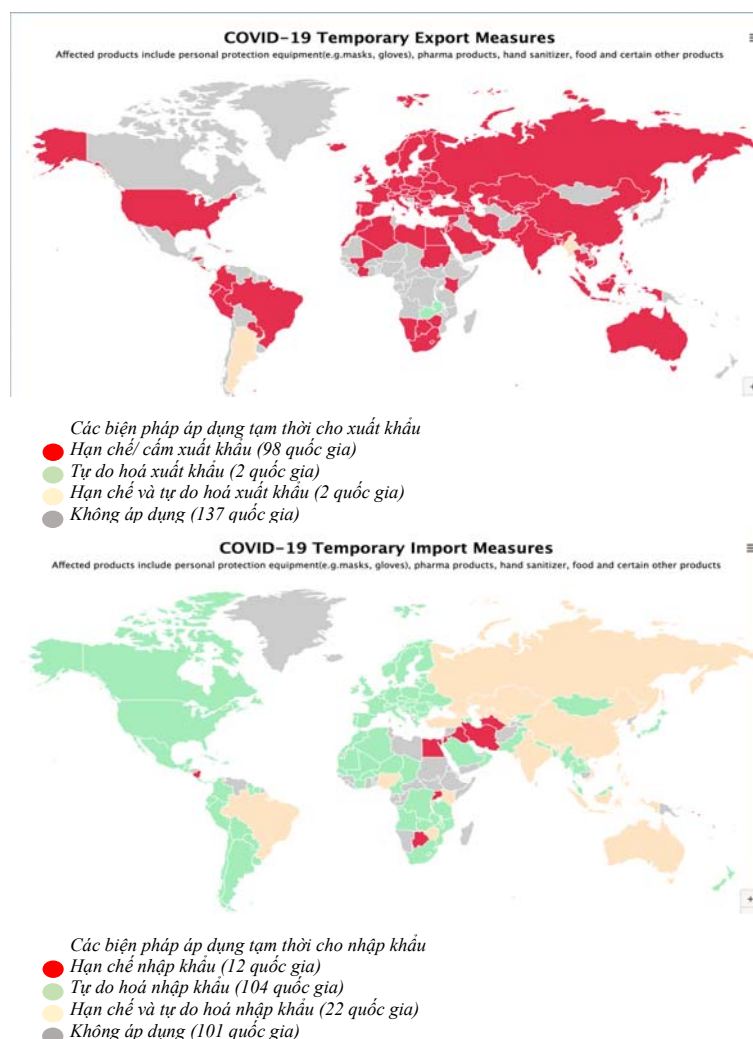 COVID-19 Temporary Export Measures
Affected products include personal protection equipment(e.g.masks, gloves), pharma products, hand sanitizer, food and certain other products
Các biện pháp áp dụng tạm thời cho xuất khẩu
Hạn chế/ cấm xuất khẩu (98 quốc gia)
Tự do hoá xuất khẩu (2 quốc gia)
Hạn chế và tự do hoá xuất khẩu (2 quốc gia)
Không áp dụng (137 quốc gia)
COVID-19 Temporary Import Measures
Affected products include personal protection equipment(e.g.masks, gloves), pharma products, hand sanitizer, food and certain other products
Các biện pháp áp dụng tạm thời cho nhập khẩu
Hạn chế nhập khẩu (12 quốc gia)
Tự do hoá nhập khẩu (104 quốc gia)
Hạn chế và tự do hoá nhập khẩu (22 quốc gia)
Không áp dụng (101 quốc gia)